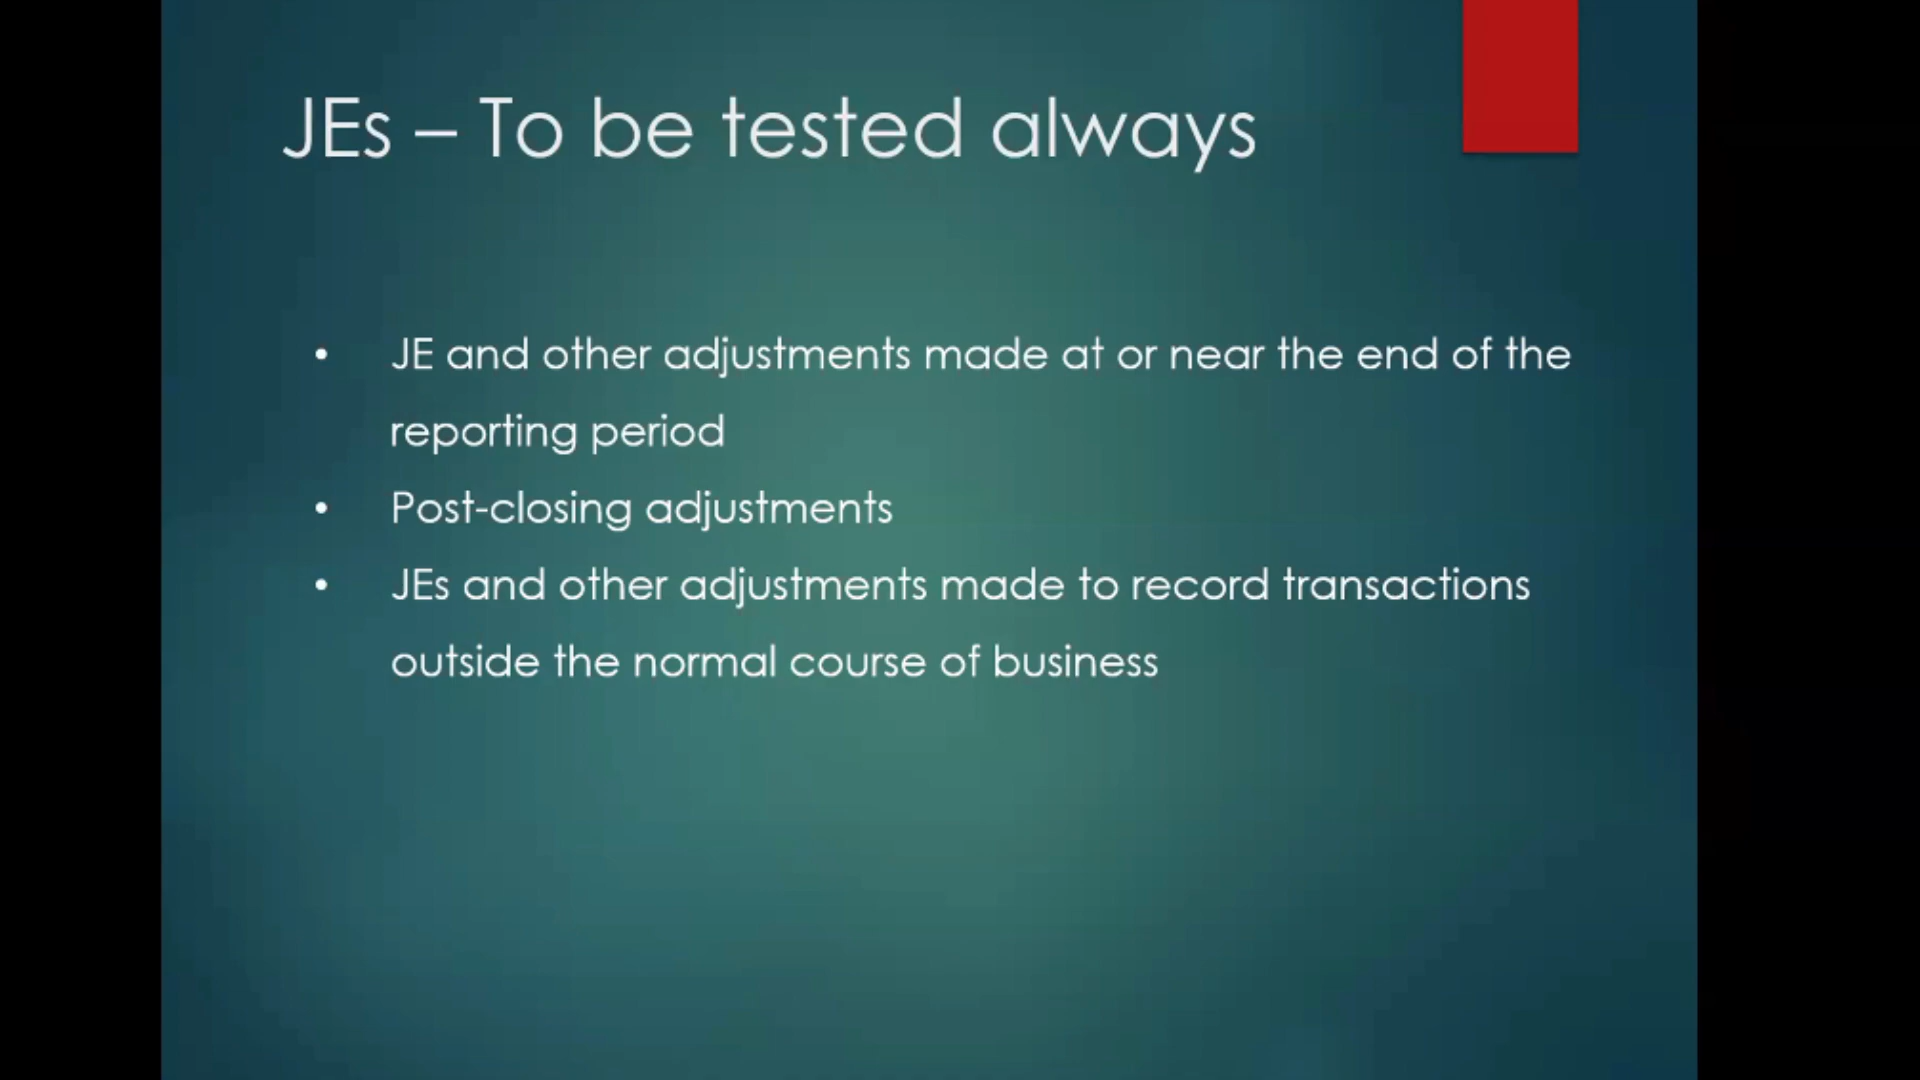 JEs – To be tested always
• JE and other adjustments made at or near the end of the
reporting period
• Post-closing adjustments
• JEs and other adjustments made to record transactions
outside the normal course of business